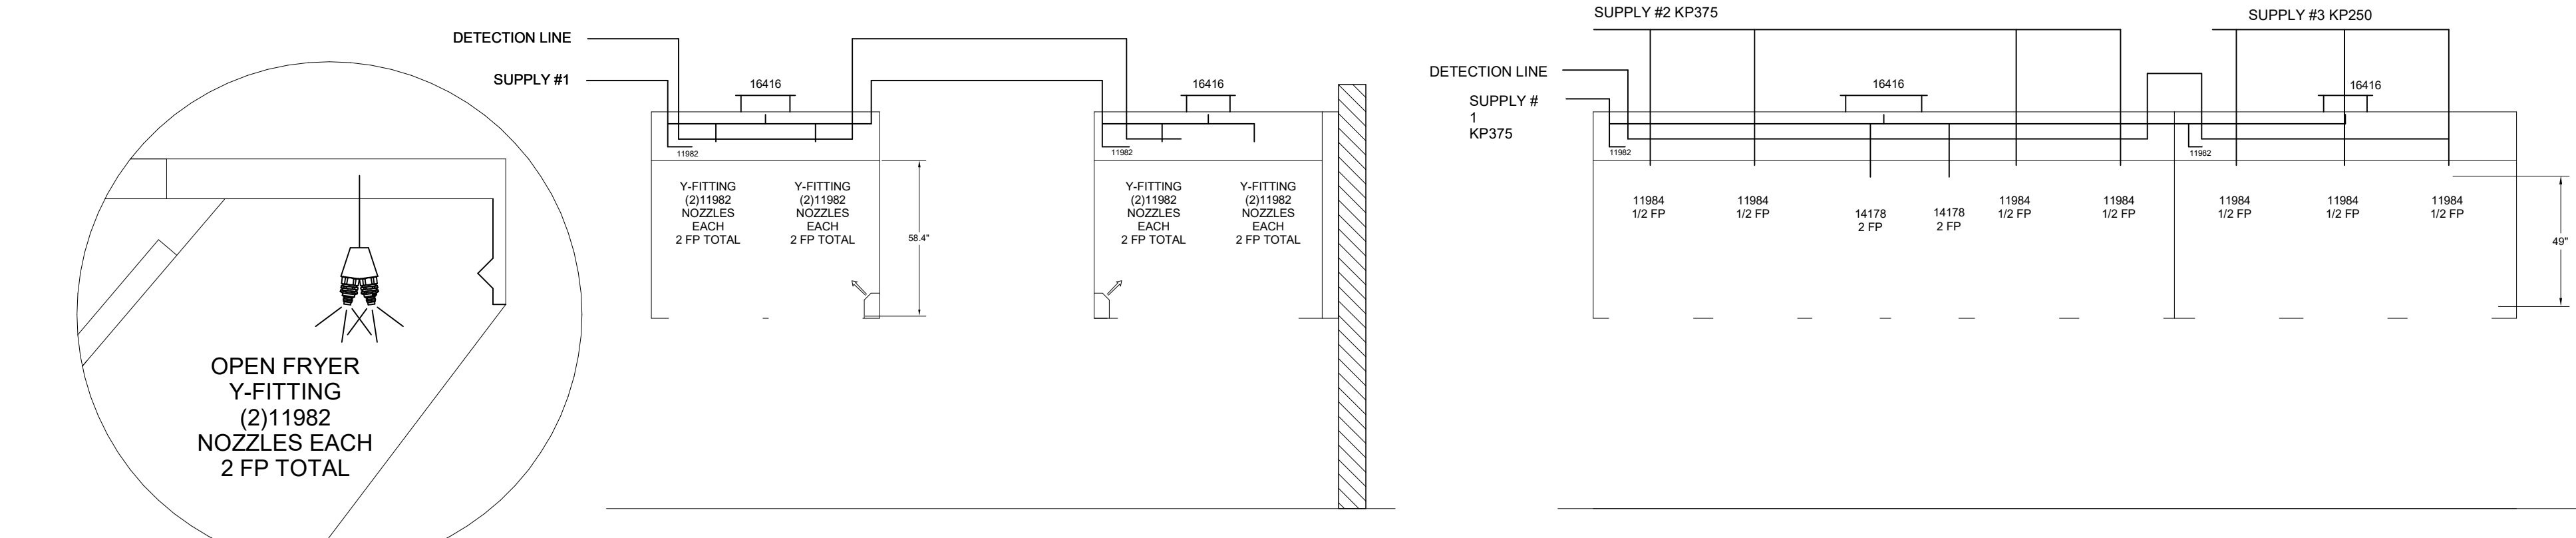 DETECTION LINE
SUPPLY #1
16416
16416
11982
11982
Y-FITTING
(2)11982
NOZZLES
EACH
2 FP TOTAL
Y-FITTING
(2)11982
NOZZLES
EACH
2 FP TOTAL
58.4"
Y-FITTING
(2)11982
NOZZLES
EACH
2 FP TOTAL
Y-FITTING
(2)11982
NOZZLES
EACH
2 FP TOTAL
OPEN FRYER
Y-FITTING
(2)11982
NOZZLES EACH
2 FP TOTAL
SUPPLY #2 KP375
SUPPLY #3 KP250
DETECTION LINE
SUPPLY #
1
KP375
16416
16416
11982
11982
11984
1/2 FP
11984
1/2 FP
14178
2 FP
14178
2 FP
11984
1/2 FP
11984
1/2 FP
11984
1/2 FP
11984
1/2 FP
11984
1/2 FP
49"